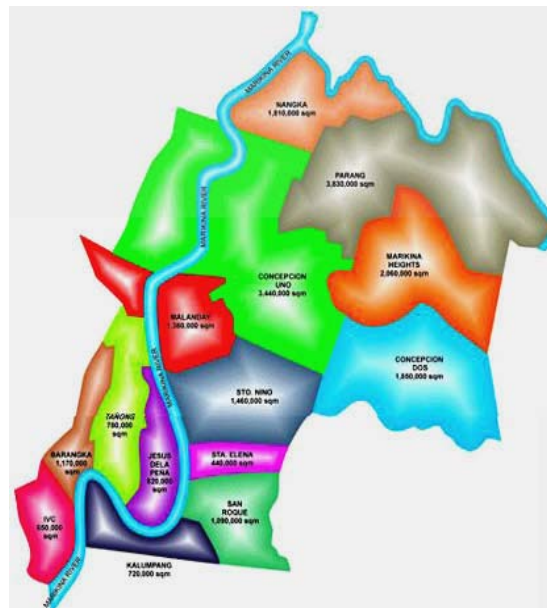 MARIKINA RIVER
NANGKA
1,810,000 sqm
PARANG
3,830,000 sqm
MARIKINA RIVER
MARIKINA
HEIGHTS
2,060,000 sqm
CONCEPCION
UNO
3,440,000 sqm
MALANDAY
1,360,000 sqm
MARIKINA RIVER
CONCEPCION
DOS
1,850,000 sqm
STO. NINO
1,460,000 sqm
TAÑONG
780,000
sqm
BARANGKA
1,170,000
sqm
JESUS
DELA
PEÑA
820,000
sqm
STA. ELENA
440,000 sqm
SAN
ROQUE
1,090,000 sqm
IVC
650,000
sqm
KALUMPANG
720,000 sqm
MARIKINA RIVER